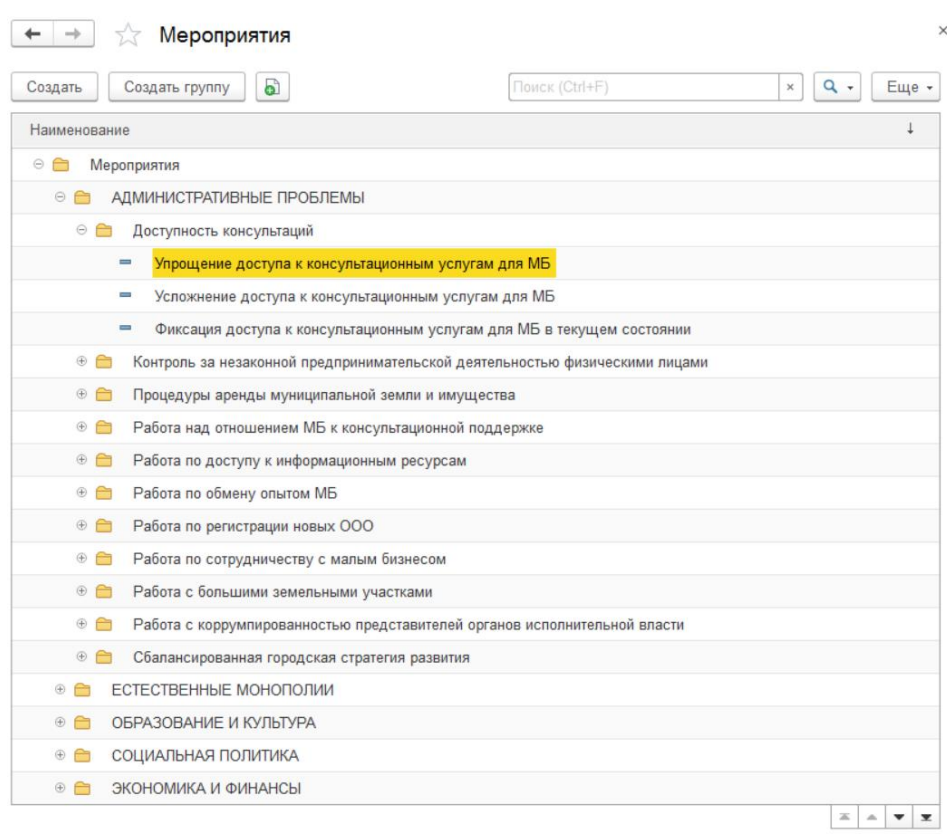 Мероприятия
Создать Создать группу Поиск (Ctrl+F) × Еще
Наименование ↓
Мероприятия
АДМИНИСТРАТИВНЫЕ ПРОБЛЕМЫ
Доступность консультаций
Упрощение доступа к консультационным услугам для МБ
Усложнение доступа к консультационным услугам для МБ
Фиксация доступа к консультационным услугам для МБ в текущем состоянии
Контроль за незаконной предпринимательской деятельностью физическими лицами
Процедуры аренды муниципальной земли и имущества
Работа над отношением МБ к консультационной поддержке
Работа по доступу к информационным ресурсам
Работа по обмену опытом МБ
Работа по регистрации новых ООО
Работа по сотрудничеству с малым бизнесом
Работа с большими земельными участками
Работа с коррумпированностью представителей органов исполнительной власти
Сбалансированная городская стратегия развития
ЕСТЕСТВЕННЫЕ МОНОПОЛИИ
ОБРАЗОВАНИЕ И КУЛЬТУРА
СОЦИАЛЬНАЯ ПОЛИТИКА
ЭКОНОМИКА И ФИНАНСЫ